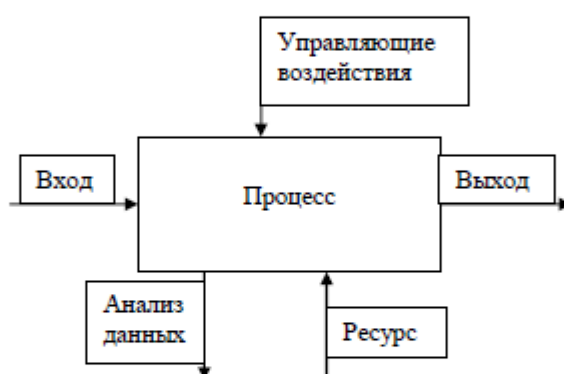 Управляющие
воздействия
Вход
Процесс
Выход
Анализ
данных
Ресурс